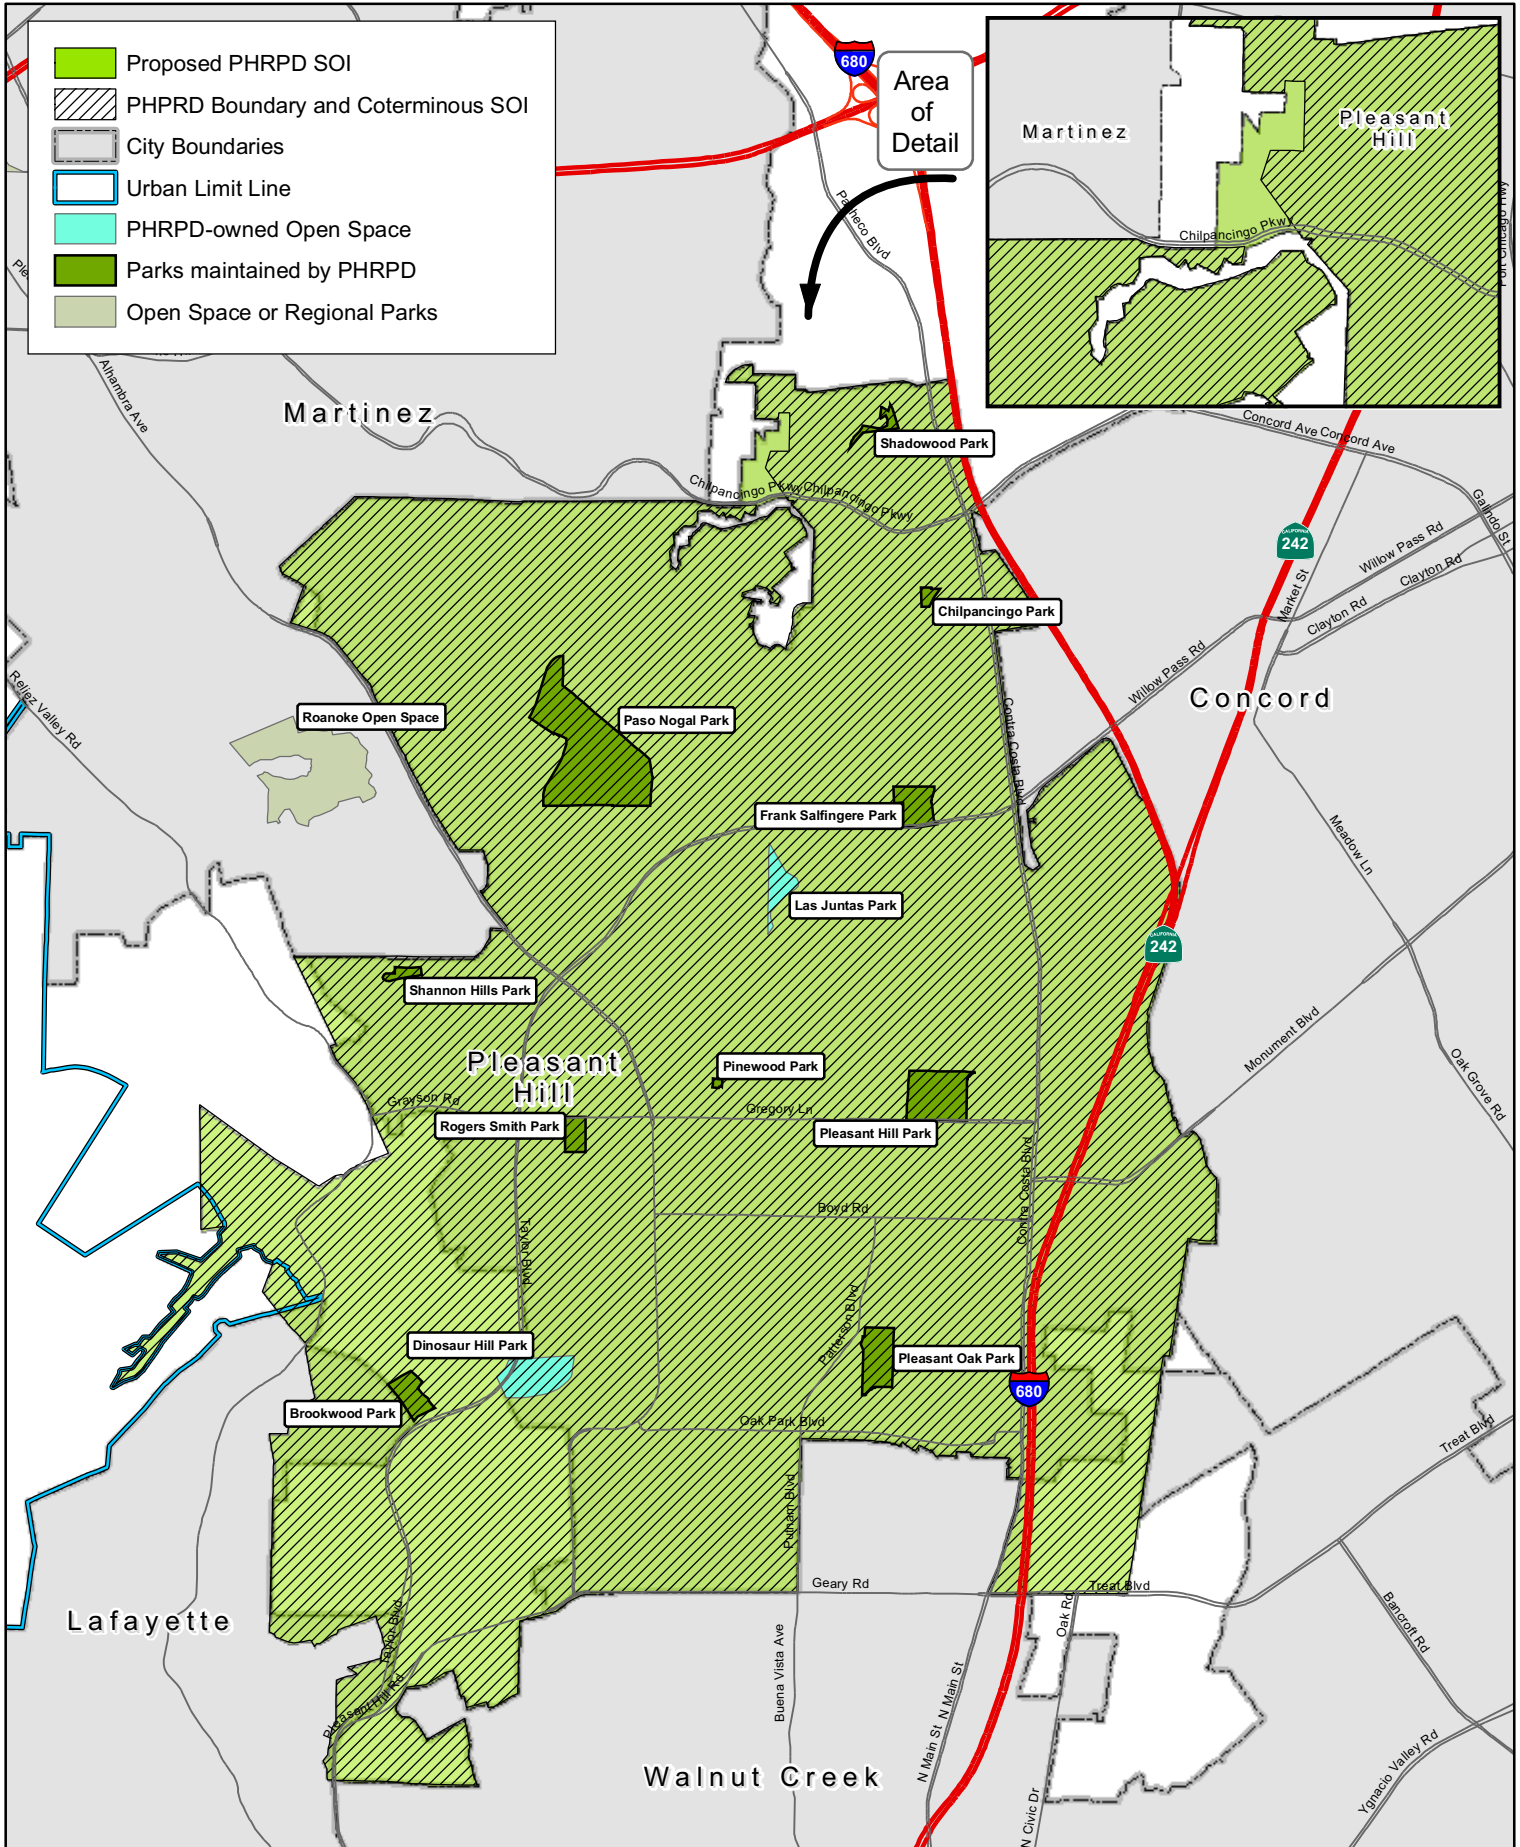 Proposed PHRPD SOI
PHPRD Boundary and Coterminous SOI
City Boundaries
Urban Limit Line
PHRPD-owned Open Space
Parks maintained by PHRPD
Open Space or Regional Parks
680
Area
of
Detail
Martinez
Pleasant
Hill
Chilpancingo Pkwy
Port Chicago Hwy
Pacheco Blvd
Alhambra Ave
Martinez
Shadowood Park
Concord Ave Concord Ave
Galindo St
Chilpancingo Pkwy Chilpancingo Pkwy
242
Willow Pass Rd
Clayton Rd
Market St
Clayton Rd
Chilpancingo Park
Willow Pass Rd
Concord
Reliez Valley Rd
Roanoke Open Space
Paso Nogal Park
Contra Costa Blvd
Frank Salfingere Park
Meadow Ln
Las Juntas Park
242
Shannon Hills Park
Monument Blvd
Oak Grove Rd
Pleasant
Hill
Pinewood Park
Grayson Rd
Gregory Ln
Rogers Smith Park
Pleasant Hill Park
Contra Costa Blvd
Boyd Rd
Taylor Blvd
Patterson Blvd
Dinosaur Hill Park
Pleasant Oak Park
680
Brookwood Park
Oak Park Blvd
Treat Blvd
Putnam Blvd
Geary Rd
Treat Blvd
Oak Rd
Bancroft Rd
Lafayette
Taylor Blvd
Buena Vista Ave
N Main St N Main St
Pleasant Hill Rd
Walnut Creek
N Civic Dr
Ygnacio Valley Rd